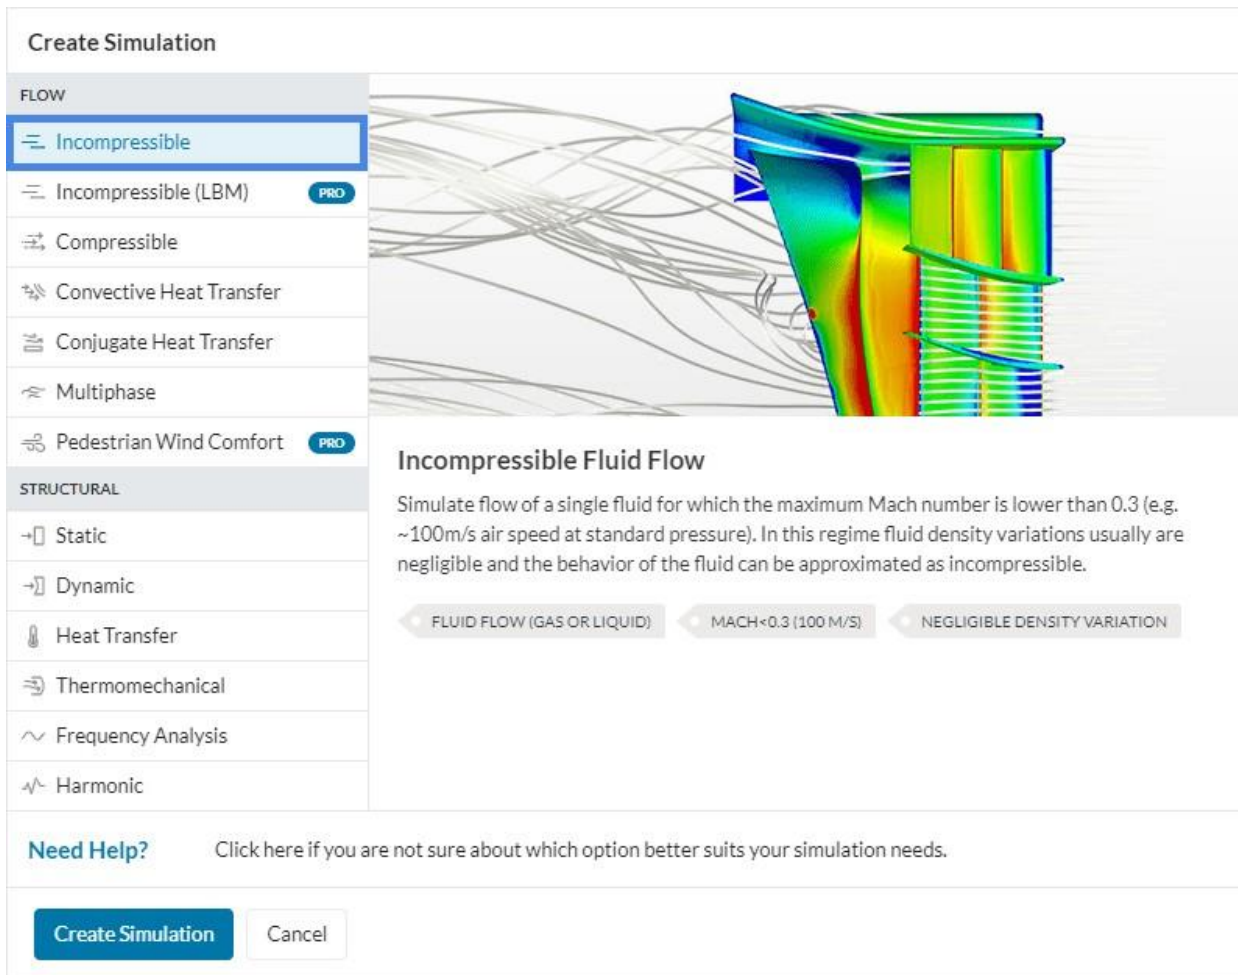 Create Simulation
FLOW
Incompressible
Incompressible (LBM) PRO
Compressible
Convective Heat Transfer
Conjugate Heat Transfer
Multiphase
Pedestrian Wind Comfort PRO
STRUCTURAL
Static
Dynamic
Heat Transfer
Thermomechanical
Frequency Analysis
Harmonic
Incompressible Fluid Flow
Simulate flow of a single fluid for which the maximum Mach number is lower than 0.3 (e.g.
~100m/s air speed at standard pressure). In this regime fluid density variations usually are
negligible and the behavior of the fluid can be approximated as incompressible.
FLUID FLOW (GAS OR LIQUID) MACH<0.3 (100 M/S) NEGLIGIBLE DENSITY VARIATION
Need Help? Click here if you are not sure about which option better suits your simulation needs.
Create Simulation Cancel